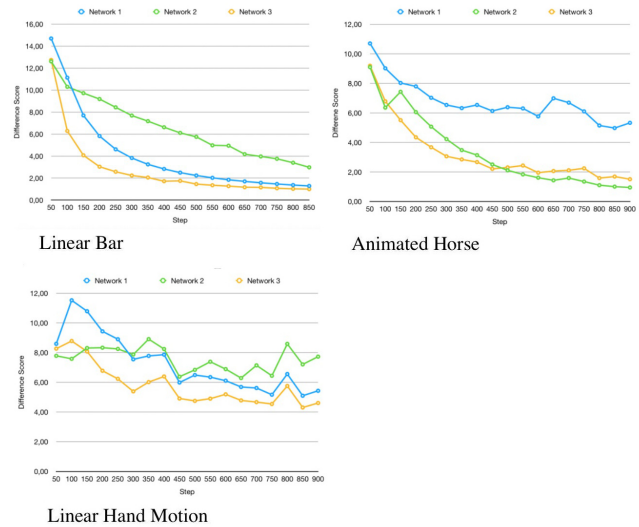 Network 1 Network 2 Network 3
16,00
14,00
12,00
10,00
8,00
6,00
4,00
2,00
0,00
Difference Score
50 100 150 200 250 300 350 400 450 500 550 600 650 700 750 800 850
Step
Linear Bar
Network 1 Network 2 Network 3
12,00
10,00
8,00
6,00
4,00
2,00
0,00
Difference Score
50 100 150 200 250 300 350 400 450 500 550 600 650 700 750 800 850 900
Step
Animated Horse
Network 1 Network 2 Network 3
12,00
10,00
8,00
6,00
4,00
2,00
0,00
Difference Score
50 100 150 200 250 300 350 400 450 500 550 600 650 700 750 800 850 900
Step
Linear Hand Motion